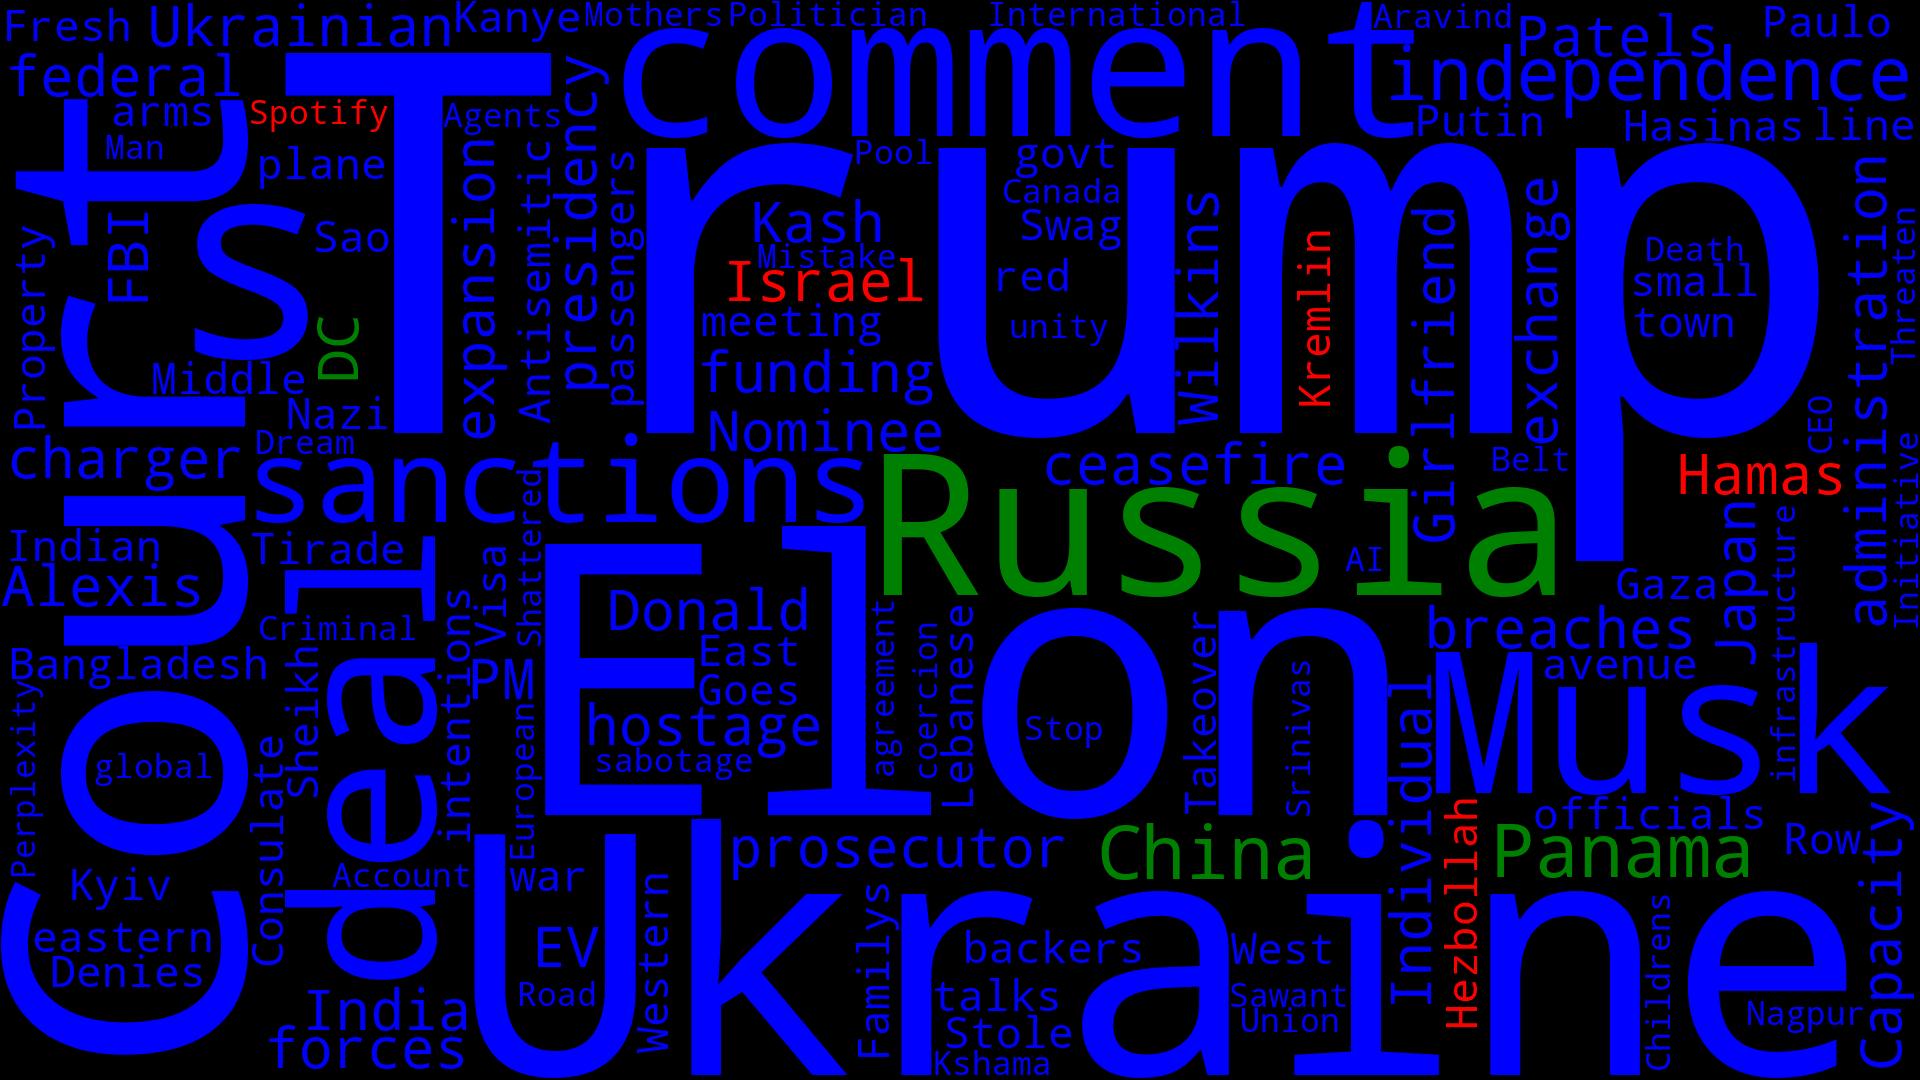 Fresh
Ukrainian
Kanye
Mothers
Politician
International
Aravind
Patels
Paulo
federal
comment
independence
arms
Spotify
Agents
presidency
Putin
Hasinas
line
Man
plane
Trump
Pool
govt
Canada
Kash
Swag
Mistake
Israel
red
meeting
unity
funding
Nominee
Wilkins
Kremlin
Girlfriend
exchange
Death
small
town
administration
Threaten
Property
FBI
s
Sao
DC
expansion
Antisemitic
passengers
Middle
Nazi
Dream
charger
sanctions
Russia
ceasefire
Belt
Hamas
CEO
Initiative
Court
Indian
Alexis
Tirade
Visa
Shattered
Criminal
Bangladesh
Sheikh
deal
intentions
PM
Europeans
Elon
Donald
East
Goes
hostage
sabotage
agreement
coercion
Lebanese
Stop
Takeover
Srinivas
AI
Individual
Musk
breaches
avenue
Gaza
Japan
infrastructure
officials
Perplexity
global
Consulate
Kyiv
eastern
Denies
Account
war
prosecutor
China
Hezbollah
Panama
Row
Capacity
India
forces
Ukraine
EV
Road
Western
Familys
backers
talks
Stole
Kshama
West
Sawant
Union
Childrens
Nagpur